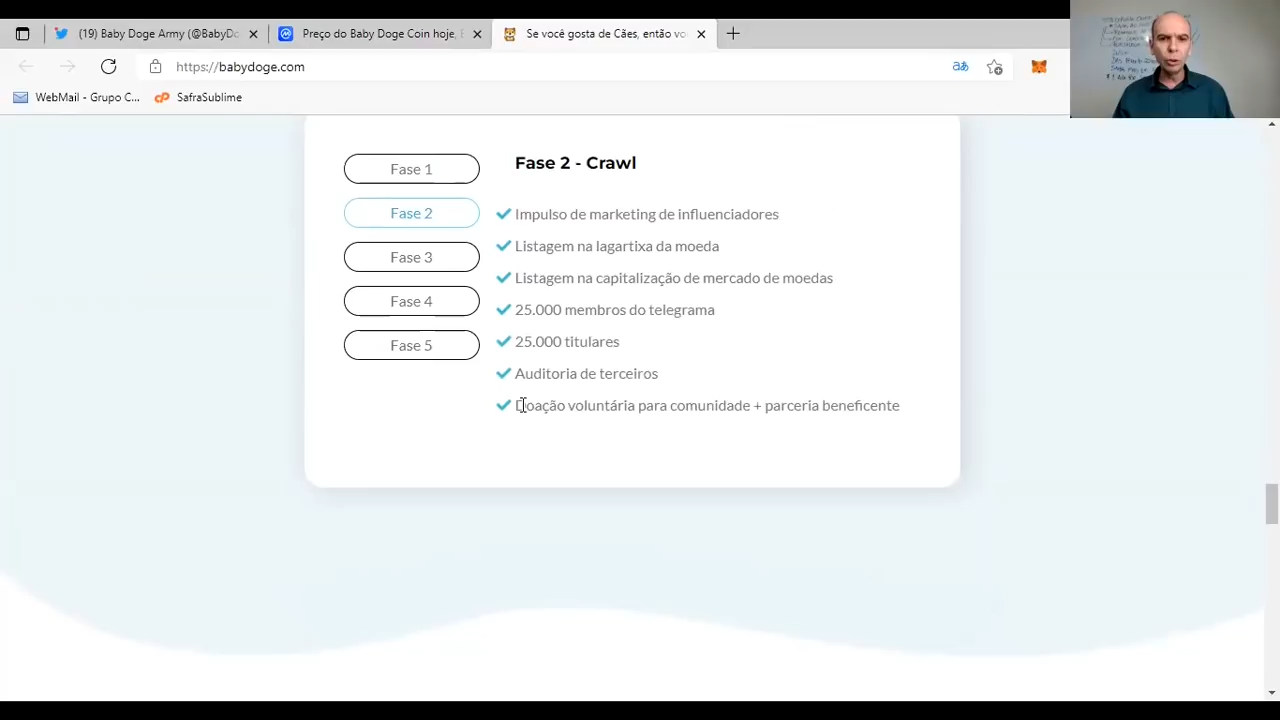 (19) Baby Doge Army (@BabyDo
Preço do Baby Doge Coin hoje, E
Se você gosta de Cães, então vo
https://babydoge.com
WebMail - Grupo C...
SafraSublime
Fase 1
Fase 2
Fase 3
Fase 4
Fase 5
Fase 2 - Crawl
Impulso de marketing de influenciadores
Listagem na lagartixa da moeda
Listagem na capitalização de mercado de moedas
25.000 membros do telegrama
25.000 titulares
Auditoria de terceiros
Doação voluntária para comunidade + parceria beneficente